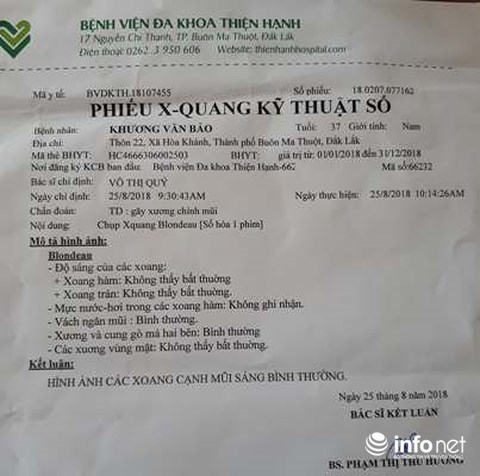 BỆNH VIỆN ĐA KHOA THIỆN HẠNH
17 Nguyễn Chí Thanh, TP. Buôn Ma Thuột, Đắk Lắk
Điện thoại: 0262 3 950 606 Website: thienhanhhospital.com
Mã y tế: BVDKTH.18107455 Số phiếu: 18.0207.077162
PHIẾU X-QUANG KỸ THUẬT SỐ
Bệnh nhân: KHƯƠNG VĂN BẢO Tuổi: 37 Giới tính: Nam
Địa chỉ: Thôn 22, Xã Hòa Khánh, Thành phố Buôn Ma Thuột, Đắk Lắk
Mã thẻ BHYT: HC4666306002503 BHYT: giá trị từ: 01/01/2018 đến 31/12/2018
Nơi đăng ký KCB ban đầu: Bệnh viện Đa khoa Thiện Hạnh-662 Mã số:66232
Bác sĩ chỉ định: VÕ THỊ QUÝ
Ngày chỉ định: 25/8/2018 9:30:43AM Ngày thực hiện: 25/8/2018 10:14:26AM
Chẩn đoán: TD : gãy xương chính mũi
Nội dung: Chụp Xquang Blondeau [Số hóa 1 phim]
Mô tả hình ảnh:
Blondeau
- Độ sáng của các xoang:
+ Xoang hàm: Không thấy bất thường
+ Xoang trán: Không thấy bất thường.
- Mực nước-hơi trong các xoang hàm: Không ghi nhận.
- Vách ngăn mũi : Bình thường.
- Xương và cung gò má hai bên: Bình thường
- Các xương vùng mặt: Không thấy bất thường.
Kết luận:
HÌNH ẢNH CÁC XOANG CẠNH MŨI SÁNG BÌNH THƯỜNG.
Ngày 25 tháng 8 năm 2018
BÁC SĨ KẾT LUẬN
infonet
BS. PHẠM THỊ THU HƯƠNG